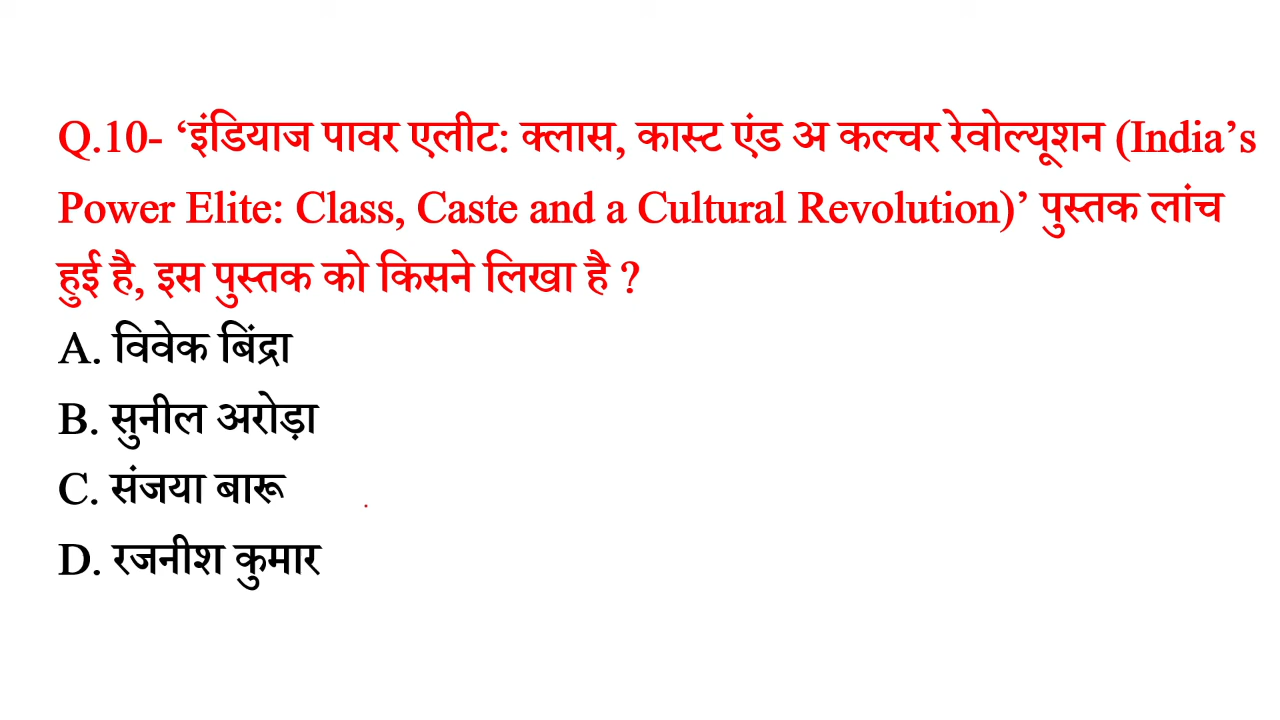 Q.10- ‘इंडियाज पावर एलीट: क्लास, कास्ट एंड अ कल्चर रेवोल्यूशन (India’s
Power Elite: Class, Caste and a Cultural Revolution)’ पुस्तक लांच
हुई है, इस पुस्तक को किसने लिखा है ?
A. विवेक बिंद्रा
B. सुनील अरोड़ा
C. संजया बारू
D. रजनीश कुमार